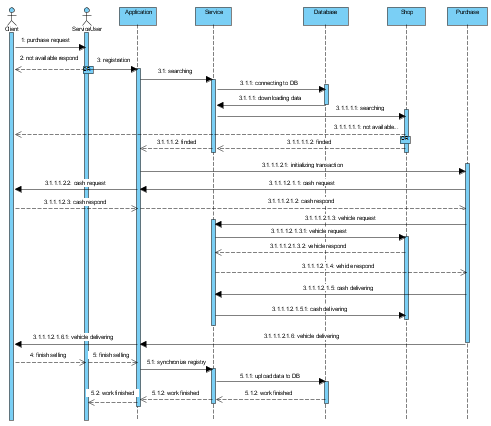 Client
ServiceUser
Application
Service
Database
Shop
Purchase
1: purchase request
2: not available respond
3: registration
OR
3.1: searching
3.1.1: connecting to DB
3.1.1.1: downloading data
3.1.1.1.1: searching
3.1.1.1.1: not available..
OR
3.1.1.1.2: finded
3.1.1.1.2: finded
3.1.1.1.2.1: initializing transaction
3.1.1.1.2.2: cash request
3.1.1.1.2.1.1: cash request
3.1.1.1.2.3: cash respond
3.1.1.1.2.1.2: cash respond
3.1.1.1.2.1.3: vehicle request
3.1.1.1.2.1.3.1: vehicle request
3.1.1.1.2.1.3.2: vehicle respond
3.1.1.1.2.1.4: vehicle respond
3.1.1.1.2.1.5: cash delivering
3.1.1.1.2.1.5.1: cash delivering
3.1.1.1.2.1.6.1: vehicle delivering
3.1.1.1.2.1.6: vehicle delivering
4: finish selling
5: finish selling
5.1: synchronize registry
5.1.1: upload data to DB
5.2: work finished
5.1.2: work finished
5.1.2: work finished